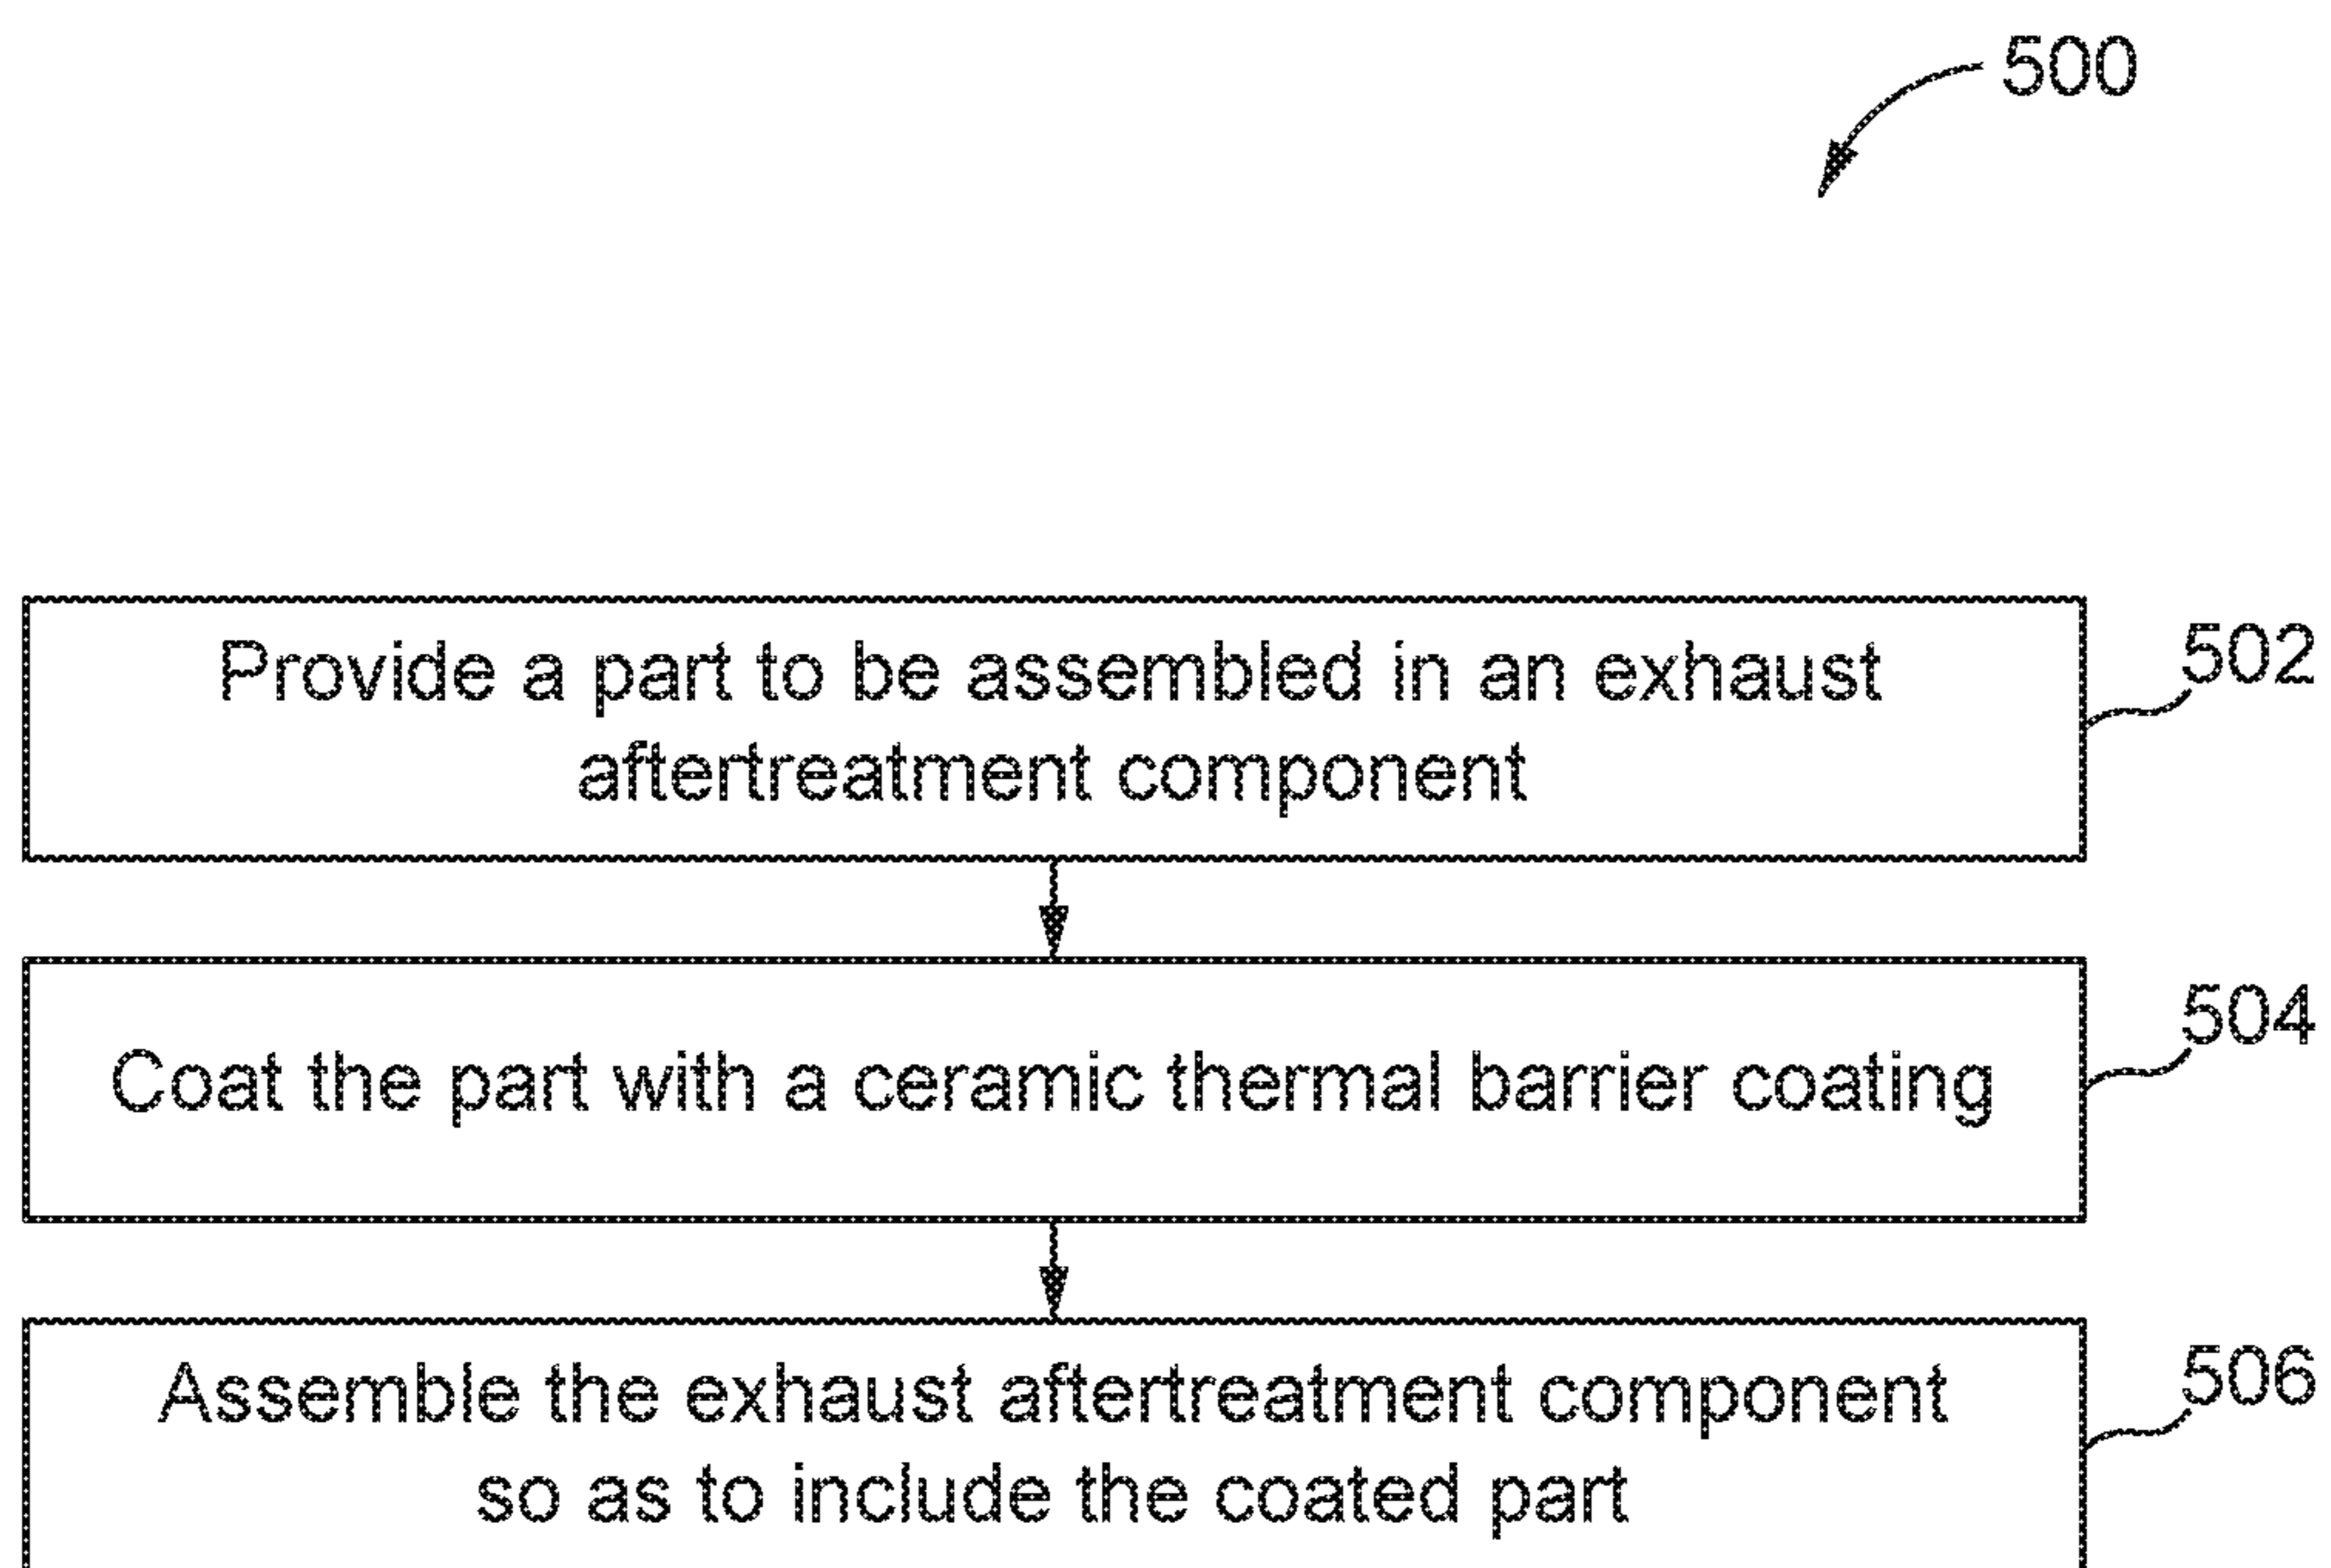 500
Provide a part to be assembled in an exhaust
aftertreatment component
502
Coat the part with a ceramic thermal barrier coating
504
Assemble the exhaust aftertreatment component
so as to include the coated part
506